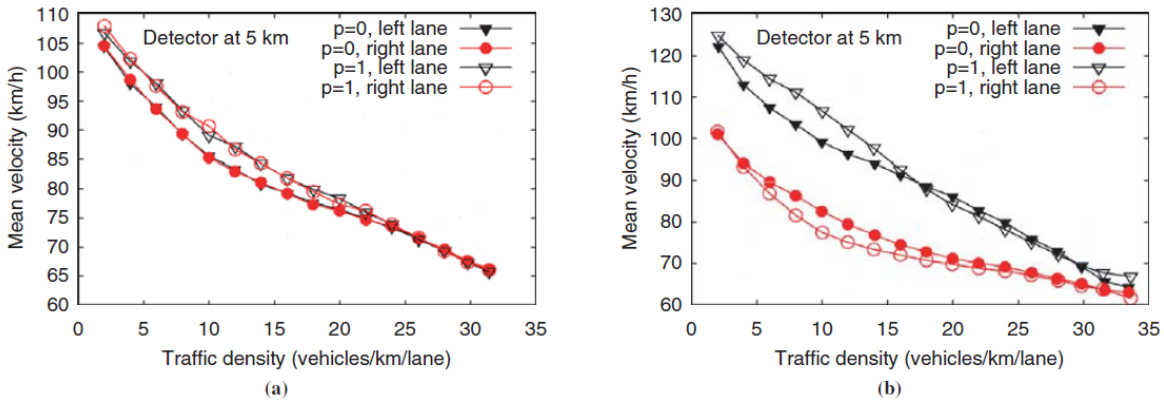 110
105
100
95
90
85
80
75
70
65
60
Mean velocity (km/h)
Detector at 5 km
p=0, left lane
p=0, right lane
p=1, left lane
p=1, right lane
0 5 10 15 20 25 30 35
Traffic density (vehicles/km/lane)
(a)
130
120
110
100
90
80
70
60
Mean velocity (km/h)
Detector at 5 km
p=0, left lane
p=0, right lane
p=1, left lane
p=1, right lane
0 5 10 15 20 25 30 35
Traffic density (vehicles/km/lane)
(b)